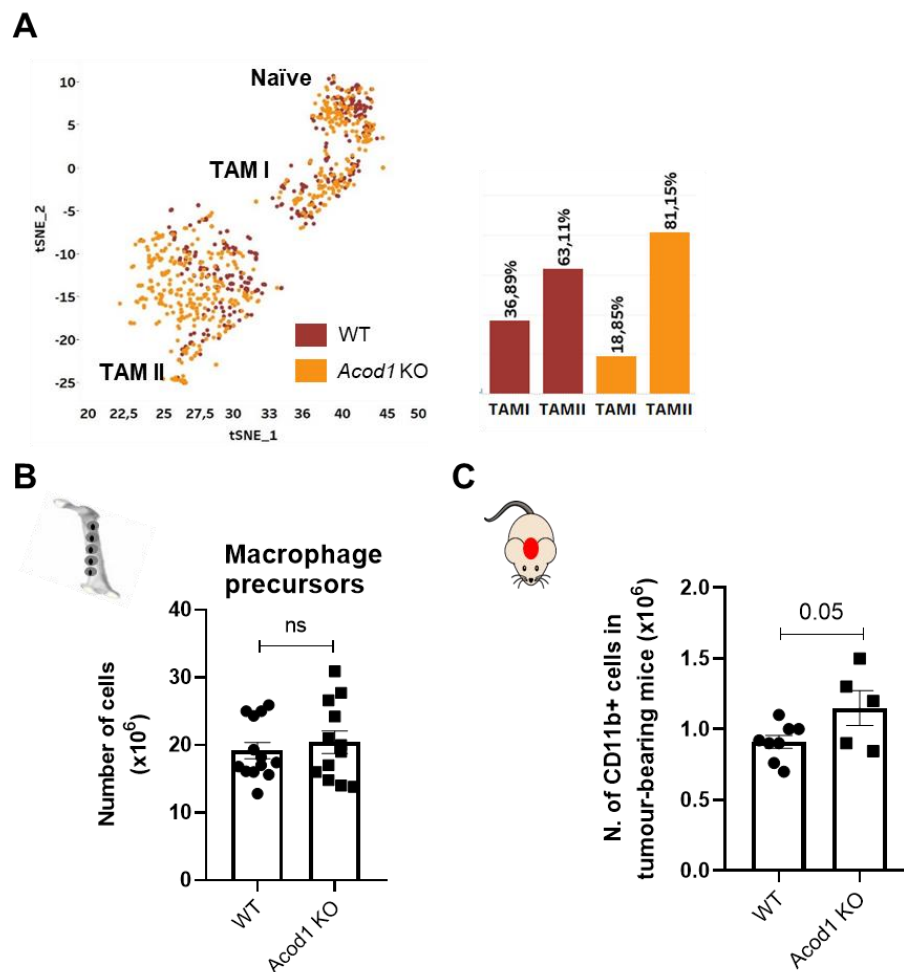 A
Naïve
TAM I
TAM II
10
5
0
-5
-10
-15
-20
-25
tSNE_2
20 22,5 25 27,5 30 33 36 40 45 50
tSNE_1
WT
Acod1 KO
36,89%
63,11%
18,85%
81,15%
TAMI TAMII TAMI TAMII
B
Macrophage
precursors
ns
Number of cells
(x10⁶)
40
30
20
10
0
WT
Acod1 KO
C
0.05
N. of CD11b+ cells in
tumour-bearing mice (x10⁶)
2.0
1.5
1.0
0.5
0.0
WT
Acod1 KO